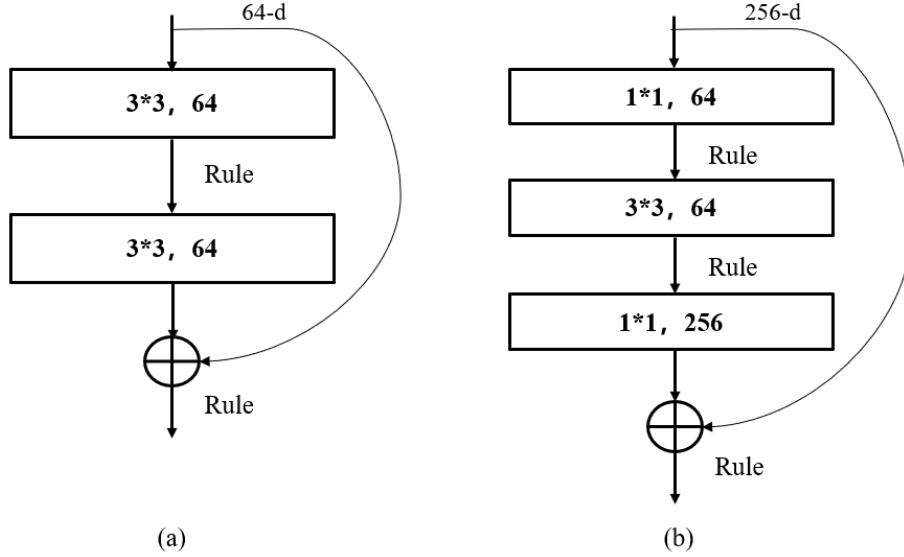 64-d
3*3, 64
Rule
3*3, 64
Rule
(a)
256-d
1*1, 64
Rule
3*3, 64
Rule
1*1, 256
Rule
(b)